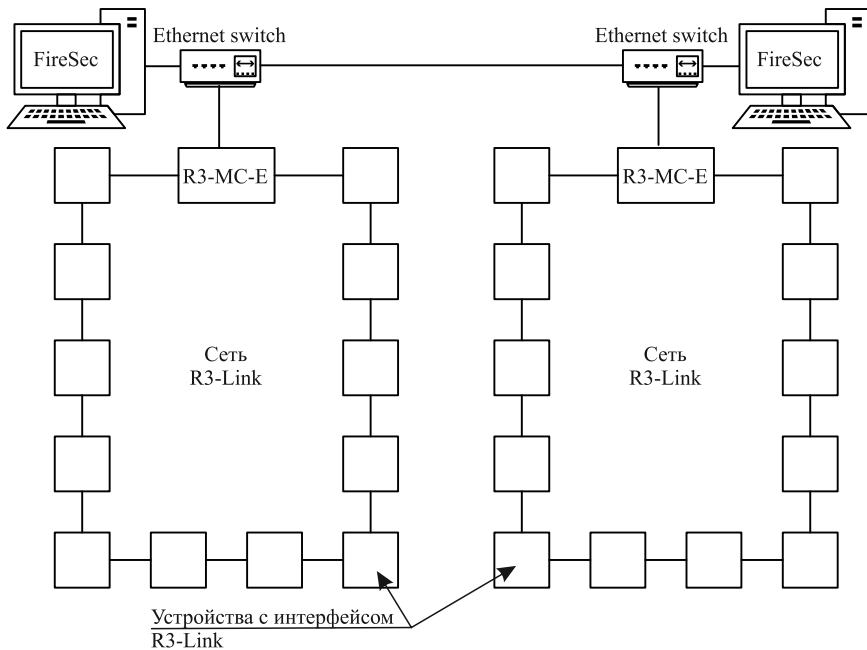 Ethernet switch
Ethernet switch
FireSec
FireSec
R3-MC-E
R3-MC-E
Сеть
R3-Link
Сеть
R3-Link
Устройства с интерфейсом
R3-Link